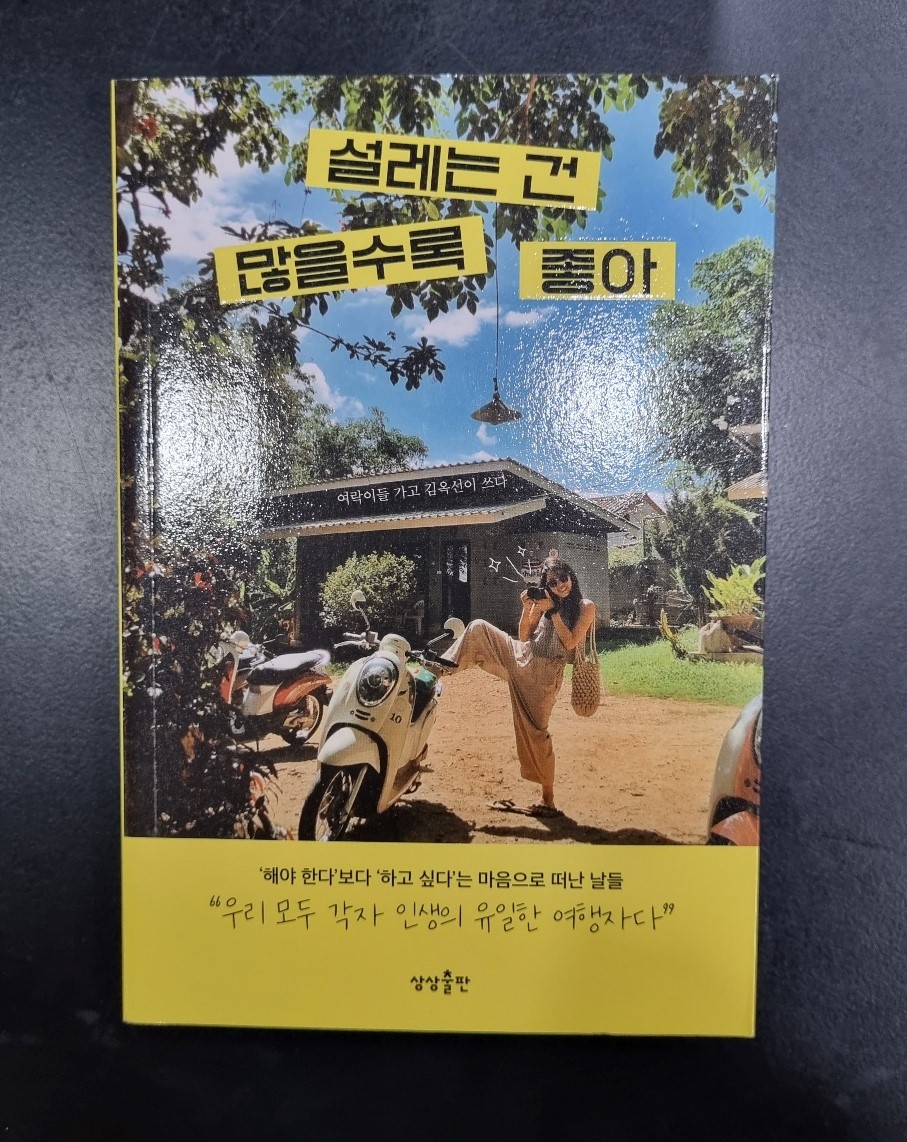 설레는 건
많을수록 좋아
여락이들 가고 김옥선이 쓰다
10
'해야 한다'보다 '하고 싶다'는 마음으로 떠난 날들
"우리 모두 각자 인생의 유일한 여행자다"
상상출판